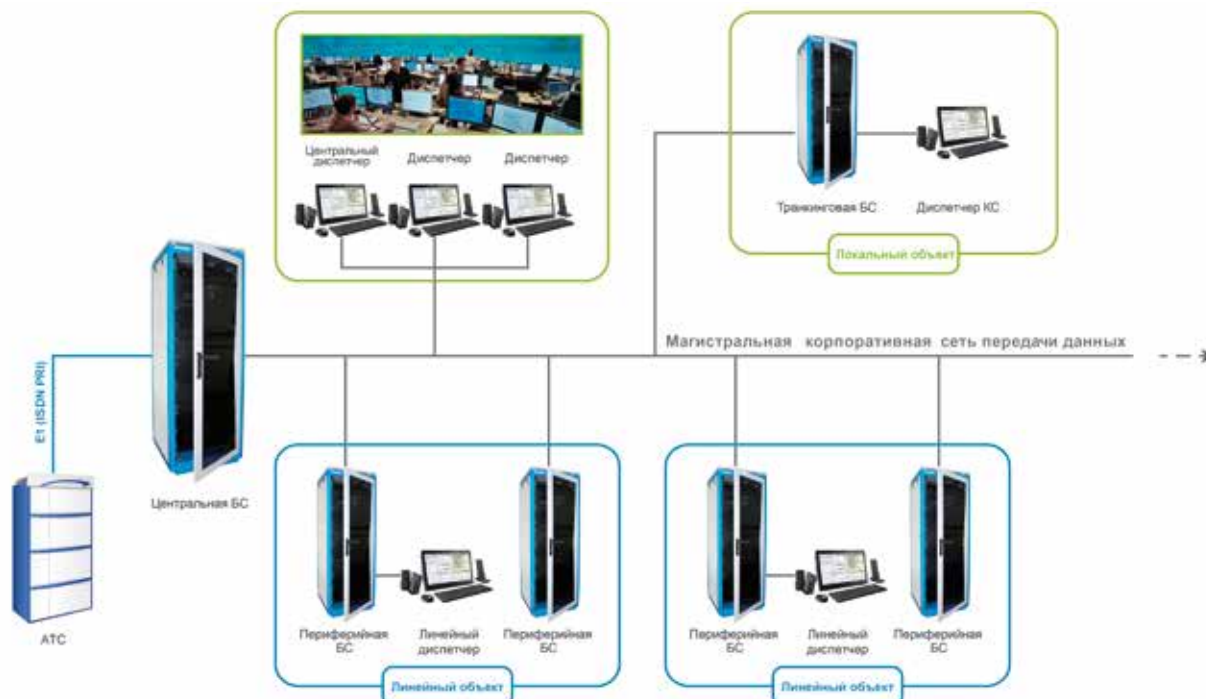 Центральный
диспетчер
Диспетчер
Диспетчер
Транкинговая БС
Диспетчер КС
Локальный объект
Магистральная корпоративная сеть передачи данных
E1 (ISDN PRI)
Центральная БС
АТС
Периферийная
БС
Линейный
диспетчер
Периферийная
БС
Линейный объект
Периферийная
БС
Линейный
диспетчер
Периферийная
БС
Линейный объект